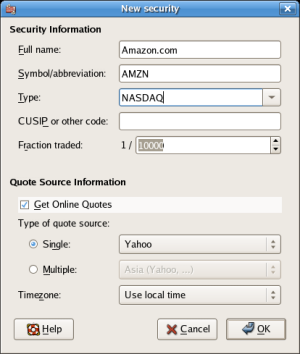 New security
Security Information
Full name: Amazon.com
Symbol/abbreviation: AMZN
Type: NASDAQ
CUSIP or other code:
Fraction traded: 1 / 10000
Quote Source Information
Get Online Quotes
Type of quote source:
Single: Yahoo
Multiple: Asia (Yahoo, ...)
Timezone: Use local time
Help Cancel OK